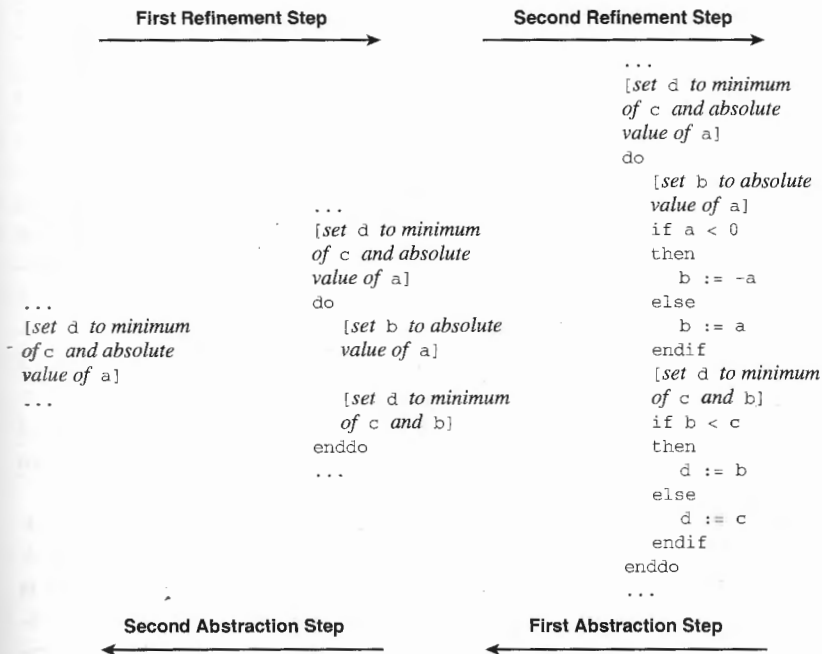 First Refinement Step
Second Refinement Step
...
[set d to minimum
of c and absolute
value of a]
...
...
[set d to minimum
of c and absolute
value of a]
do
[set b to absolute
value of a]
[set d to minimum
of c and b]
enddo
...
...
[set d to minimum
of c and absolute
value of a]
do
[set b to absolute
value of a]
if a < 0
then
b := -a
else
b := a
endif
[set d to minimum
of c and b]
if b < c
then
d := b
else
d := c
endif
enddo
...
Second Abstraction Step
First Abstraction Step